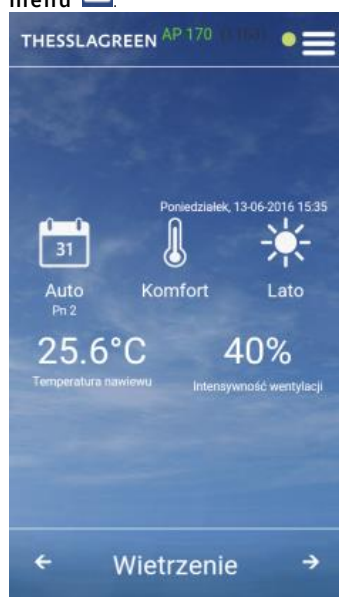 menu
THESSLAGREEN AP 170
Poniedziałek, 13-06-2016 15:35
31
Auto Komfort Lato
Pn 2
25.6°C 40%
Temperatura nawiewu Intensywność wentylacji
Wietrzenie